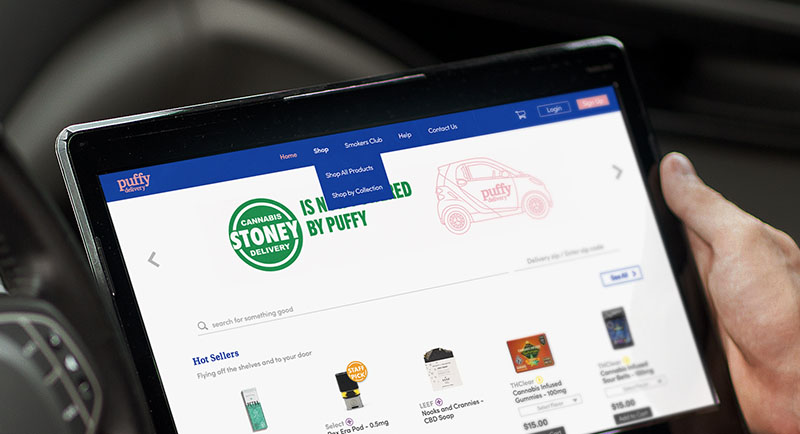 puffy
delivery
Home
Shop
Smokers Club
Help
Contact Us
Login
Sign Up
Shop All Products
Shop by Collection
CANNABIS
STONEY
DELIVERY
IS N
RED
BY PUFFY
puffy
delivery
Delivery zip / Enter zip code
search for something good
See All
Hot Sellers
Flying off the shelves and to your door
STAFF
PICK
Select
Pax Era Pod - 0.5mg
LEEF
Nooks and Crannies -
CBD Soap
THClear
Cannabis Infused
Gummies - 100mg
Select Flavor
$15.00
THClear
Cannabis Infused
Sour Belts - 100mg
Select Flavor
$15.00
Add to Cart